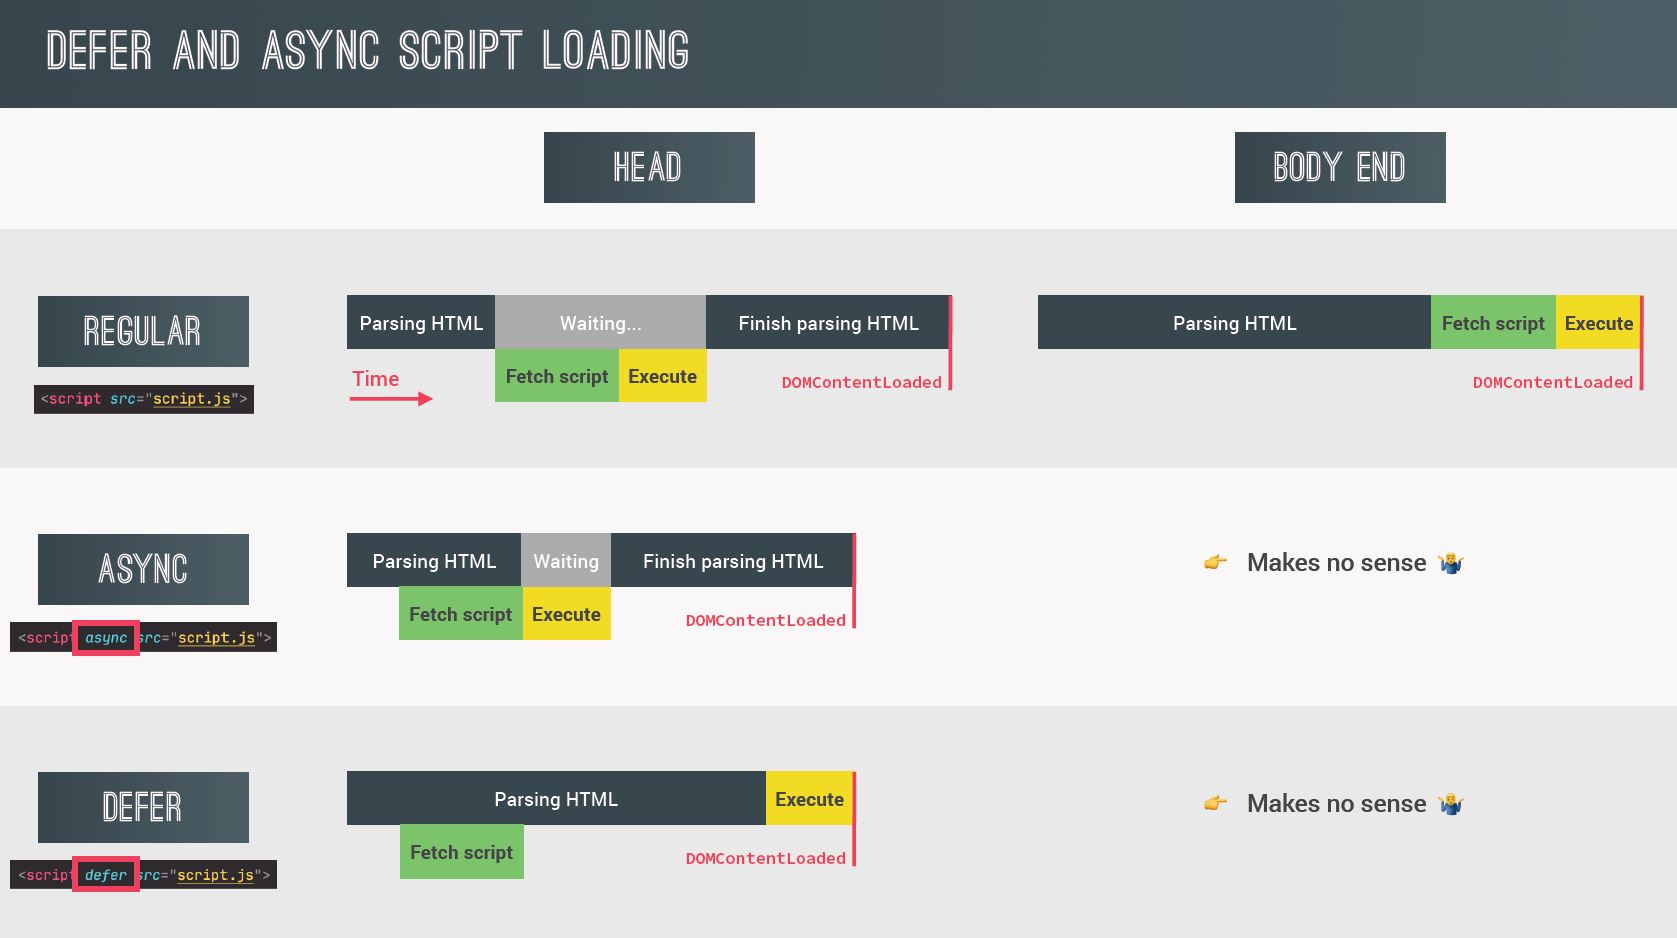 DEFER AND ASYNC SCRIPT LOADING
HEAD
BODY END
REGULAR
<script src="script.js">
Parsing HTML
Waiting...
Finish parsing HTML
Fetch script
Execute
Time
DOMContentLoaded
Parsing HTML
Fetch script
Execute
DOMContentLoaded
ASYNC
<script async src="script.js">
Parsing HTML
Waiting
Finish parsing HTML
Fetch script
Execute
DOMContentLoaded
👉 Makes no sense 🤷‍♂️
DEFER
<script defer src="script.js">
Parsing HTML
Execute
Fetch script
DOMContentLoaded
👉 Makes no sense 🤷‍♂️